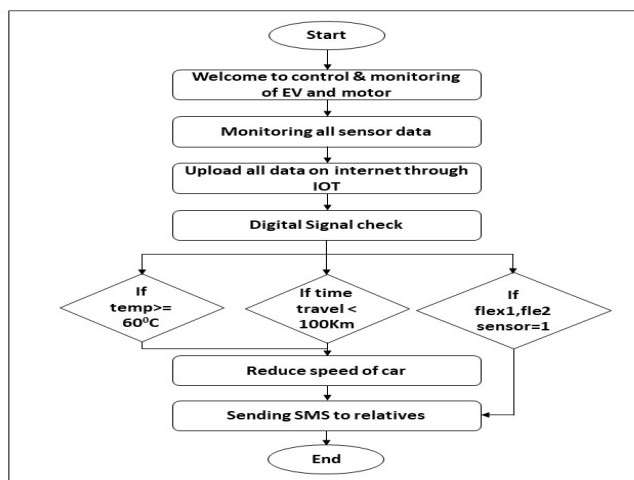 Start
Welcome to control & monitoring
of EV and motor
Monitoring all sensor data
Upload all data on internet through
IOT
Digital Signal check
If
temp>=
60⁰C
If time
travel <
100Km
If
flex1,fle2
sensor=1
Reduce speed of car
Sending SMS to relatives
End